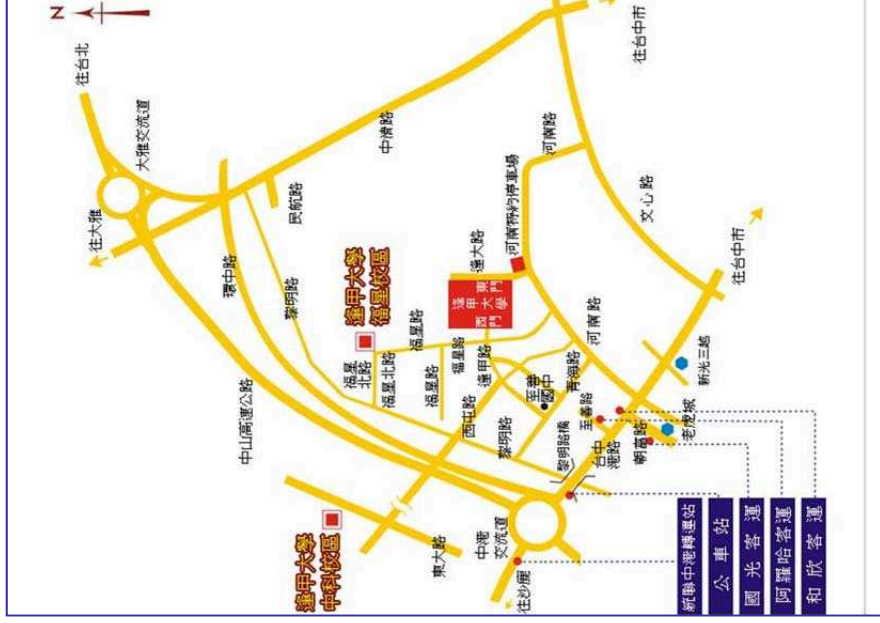 N
往台北
大雅交流道
往大雅
中清路
往台中市
環中路
民航路
黎明路
逢甲大學
福星校區
中山高速公路
逢大路
河南特約停車場
河南路
文心路
往台中市
東門
逢甲大學
西門
福星路
福星
北路
福星北路
福星路
福星路
逢甲路
河南路
西屯路
至善
國中
青海路
新光三越
黎明路
至善路
黎明路橋
台中
港路
朝富路
老虎城
逢甲大學
中科校區
東大路
中港
交流道
往沙鹿
統聯中港轉運站
公車站
國光客運
阿羅哈客運
和欣客運